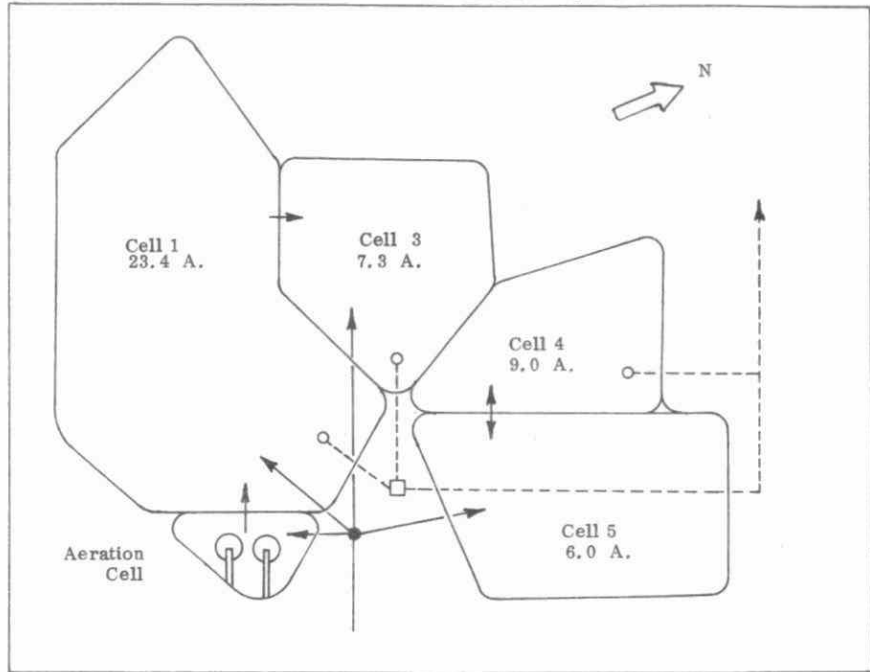 N
Cell 1
23.4 A.
Cell 3
7.3 A.
Cell 4
9.0 A.
Cell 5
6.0 A.
Aeration
Cell